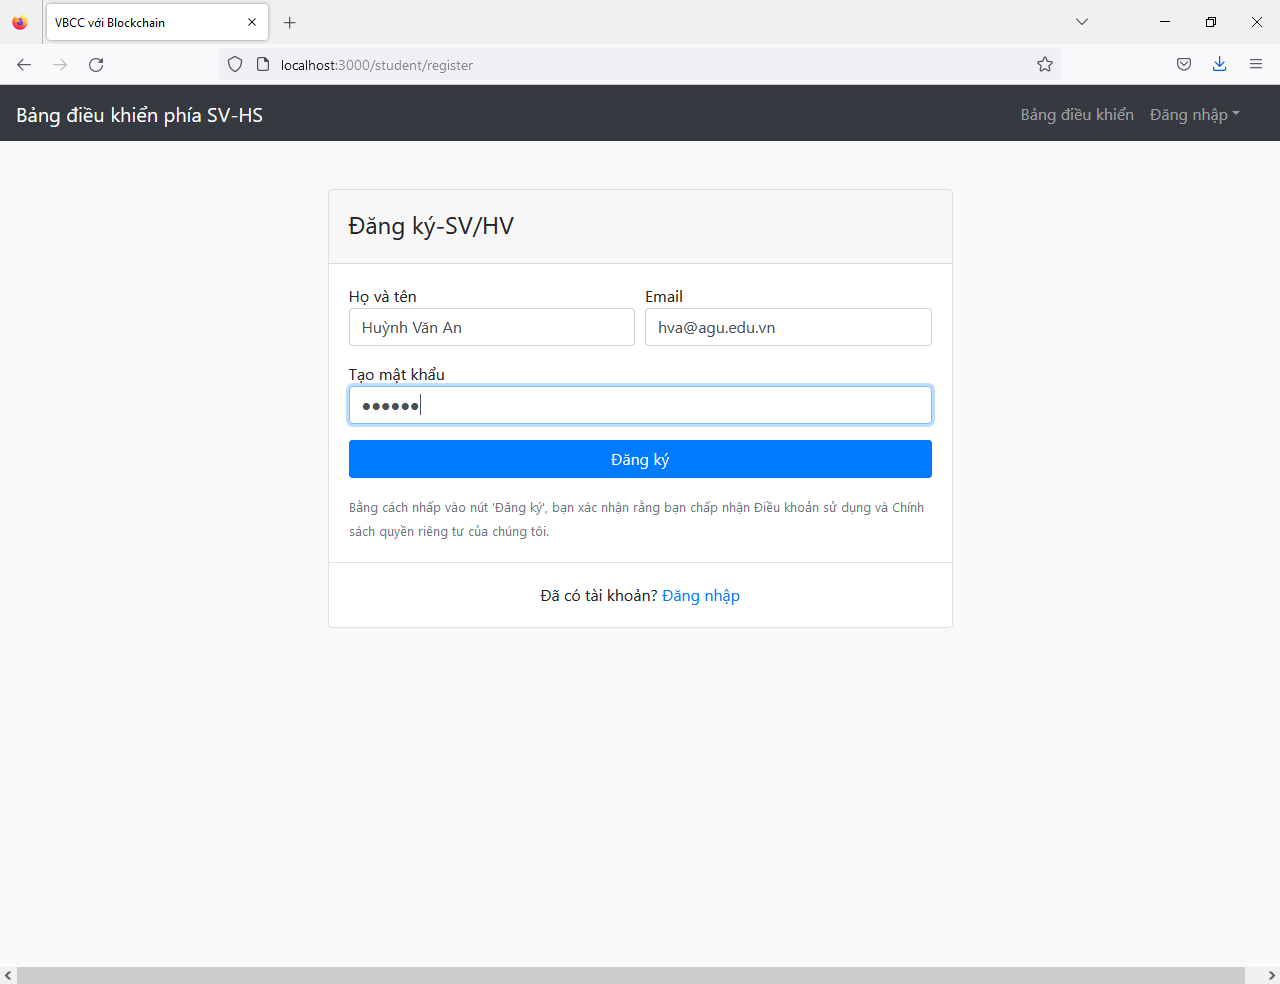 VBCC với Blockchain
localhost:3000/student/register
Bảng điều khiển phía SV-HS
Bảng điều khiển
Đăng nhập
Đăng ký-SV/HV
Họ và tên
Email
Huỳnh Văn An
hva@agu.edu.vn
Tạo mật khẩu
●●●●●●
Đăng ký
Bằng cách nhấp vào nút 'Đăng ký', bạn xác nhận rằng bạn chấp nhận Điều khoản sử dụng và Chính
sách quyền riêng tư của chúng tôi.
Đã có tài khoản? Đăng nhập